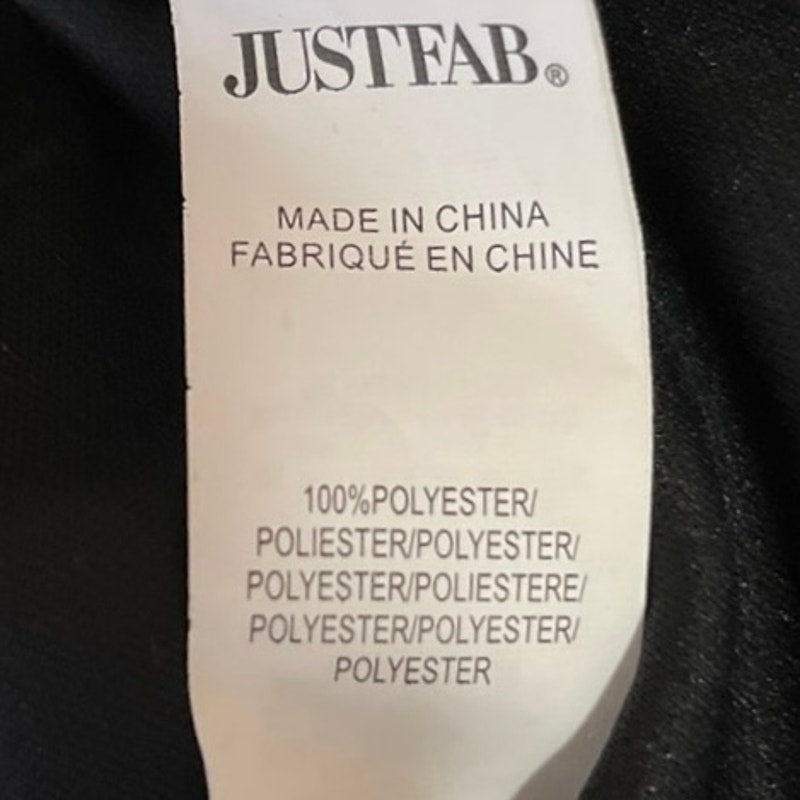 JUSTFAB®
MADE IN CHINA
FABRIQUÉ EN CHINE
100%POLYESTER/
POLIESTER/POLYESTER/
POLYESTER/POLIESTERE/
POLYESTER/POLYESTER/
POLYESTER